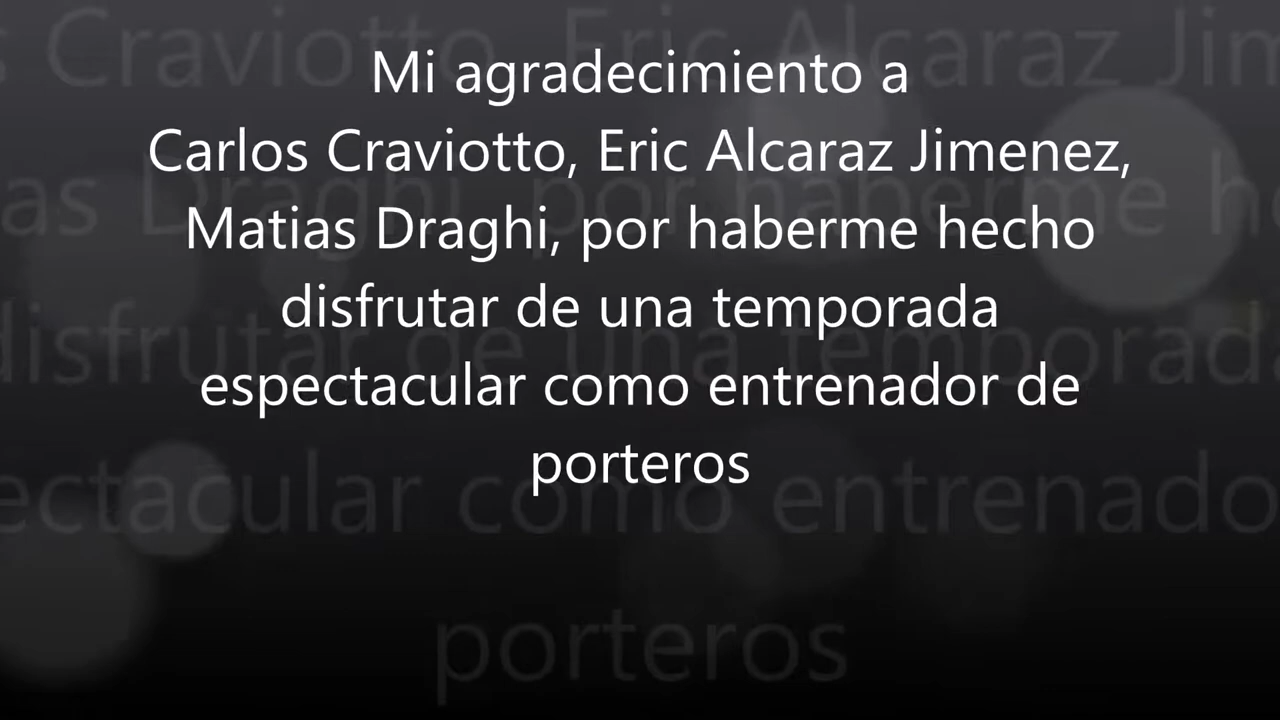 Mi agradecimiento a
Carlos Craviotto, Eric Alcaraz Jimenez,
Matias Draghi, por haberme hecho
disfrutar de una temporada
espectacular como entrenador de
porteros